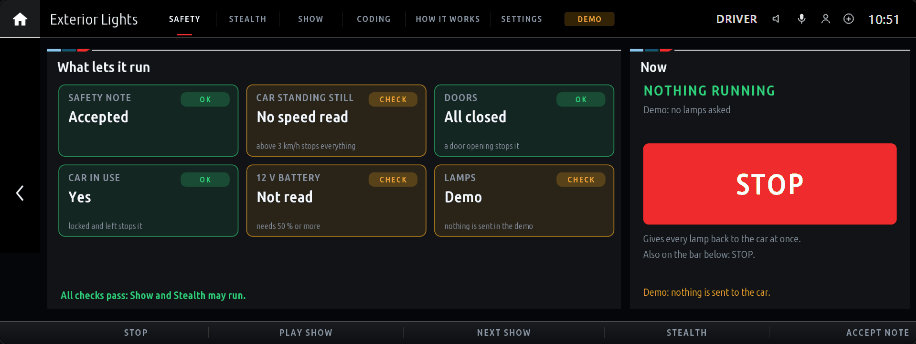 Exterior Lights
SAFETY
STEALTH
SHOW
CODING
HOW IT WORKS
SETTINGS
DEMO
DRIVER
10:51
What lets it run
SAFETY NOTE
OK
Accepted
CAR STANDING STILL
CHECK
No speed read
above 3 km/h stops everything
DOORS
OK
All closed
a door opening stops it
CAR IN USE
OK
Yes
locked and left stops it
12 V BATTERY
CHECK
Not read
needs 50 % or more
LAMPS
CHECK
Demo
nothing is sent in the demo
All checks pass: Show and Stealth may run.
Now
NOTHING RUNNING
Demo: no lamps asked
STOP
Gives every lamp back to the car at once.
Also on the bar below: STOP.
Demo: nothing is sent to the car.
STOP
PLAY SHOW
NEXT SHOW
STEALTH
ACCEPT NOTE